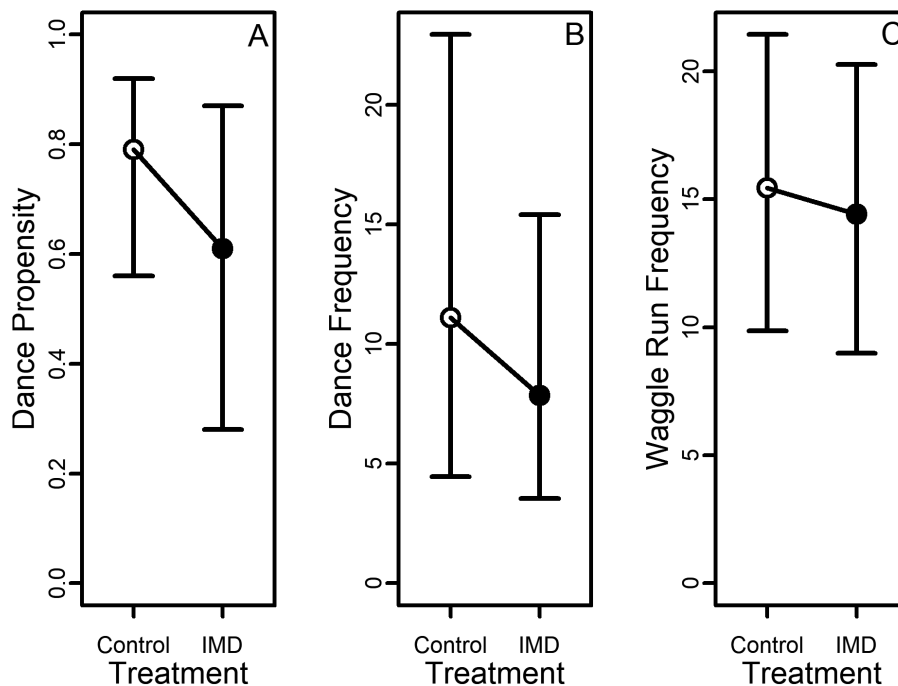 A
Dance Propensity
1.0
0.8
0.6
0.4
0.2
0.0
Control IMD
Treatment
B
Dance Frequency
20
15
10
5
0
Control IMD
Treatment
C
Waggle Run Frequency
20
15
10
5
0
Control IMD
Treatment